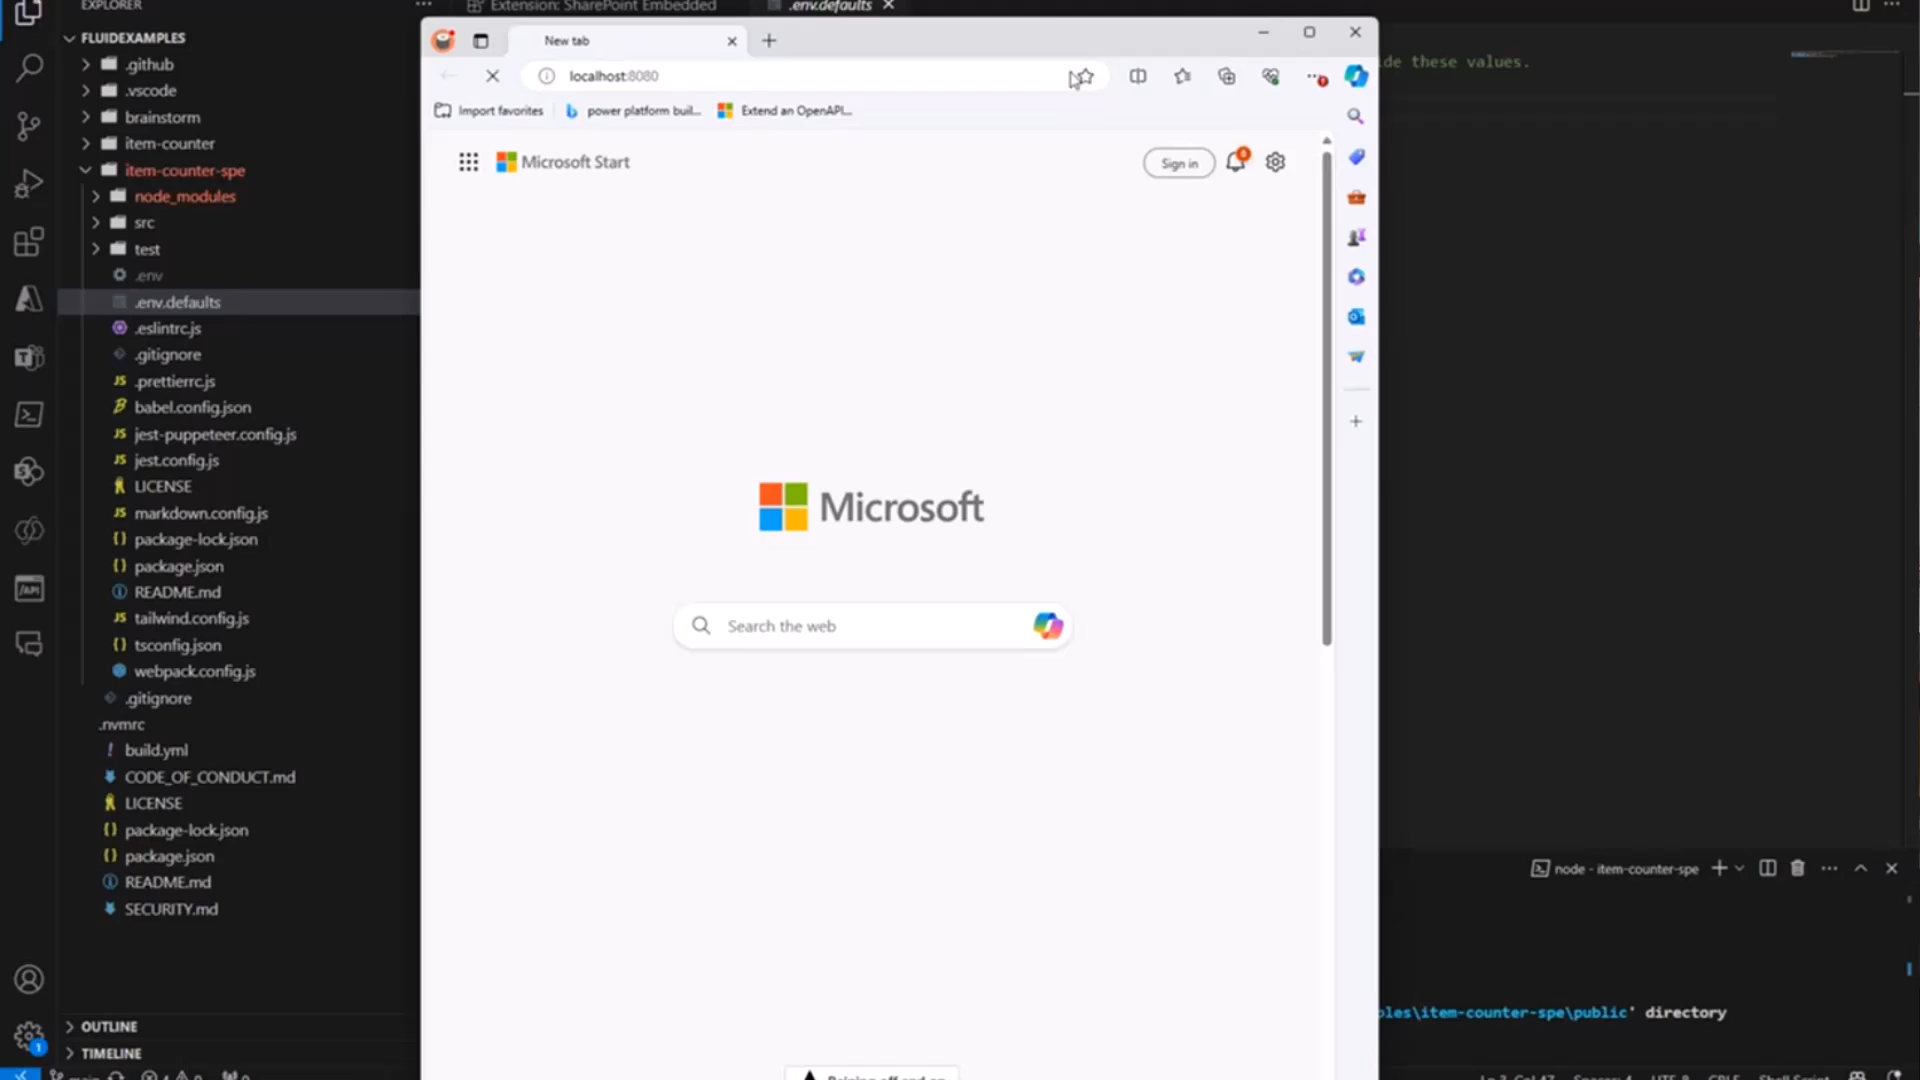 EXPLORER
Extension: SharePoint Embedded
.env.defaults
FLUIDEXAMPLES
.github
.vscode
brainstorm
item-counter
item-counter-spe
node_modules
src
test
.env
.env.defaults
.eslintrc.js
.gitignore
.prettierrc.js
babel.config.json
jest-puppeteer.config.js
jest.config.js
LICENSE
markdown.config.js
package-lock.json
package.json
README.md
tailwind.config.js
tsconfig.json
webpack.config.js
.gitignore
.nvmrc
build.yml
CODE_OF_CONDUCT.md
LICENSE
package-lock.json
package.json
README.md
SECURITY.md
OUTLINE
TIMELINE
New tab
localhost:8080
Import favorites
power platform buil...
Extend an OpenAPI...
Microsoft Start
Sign in
Microsoft
Search the web
de these values.
node - item-counter-spe
ples\item-counter-spe\public' directory